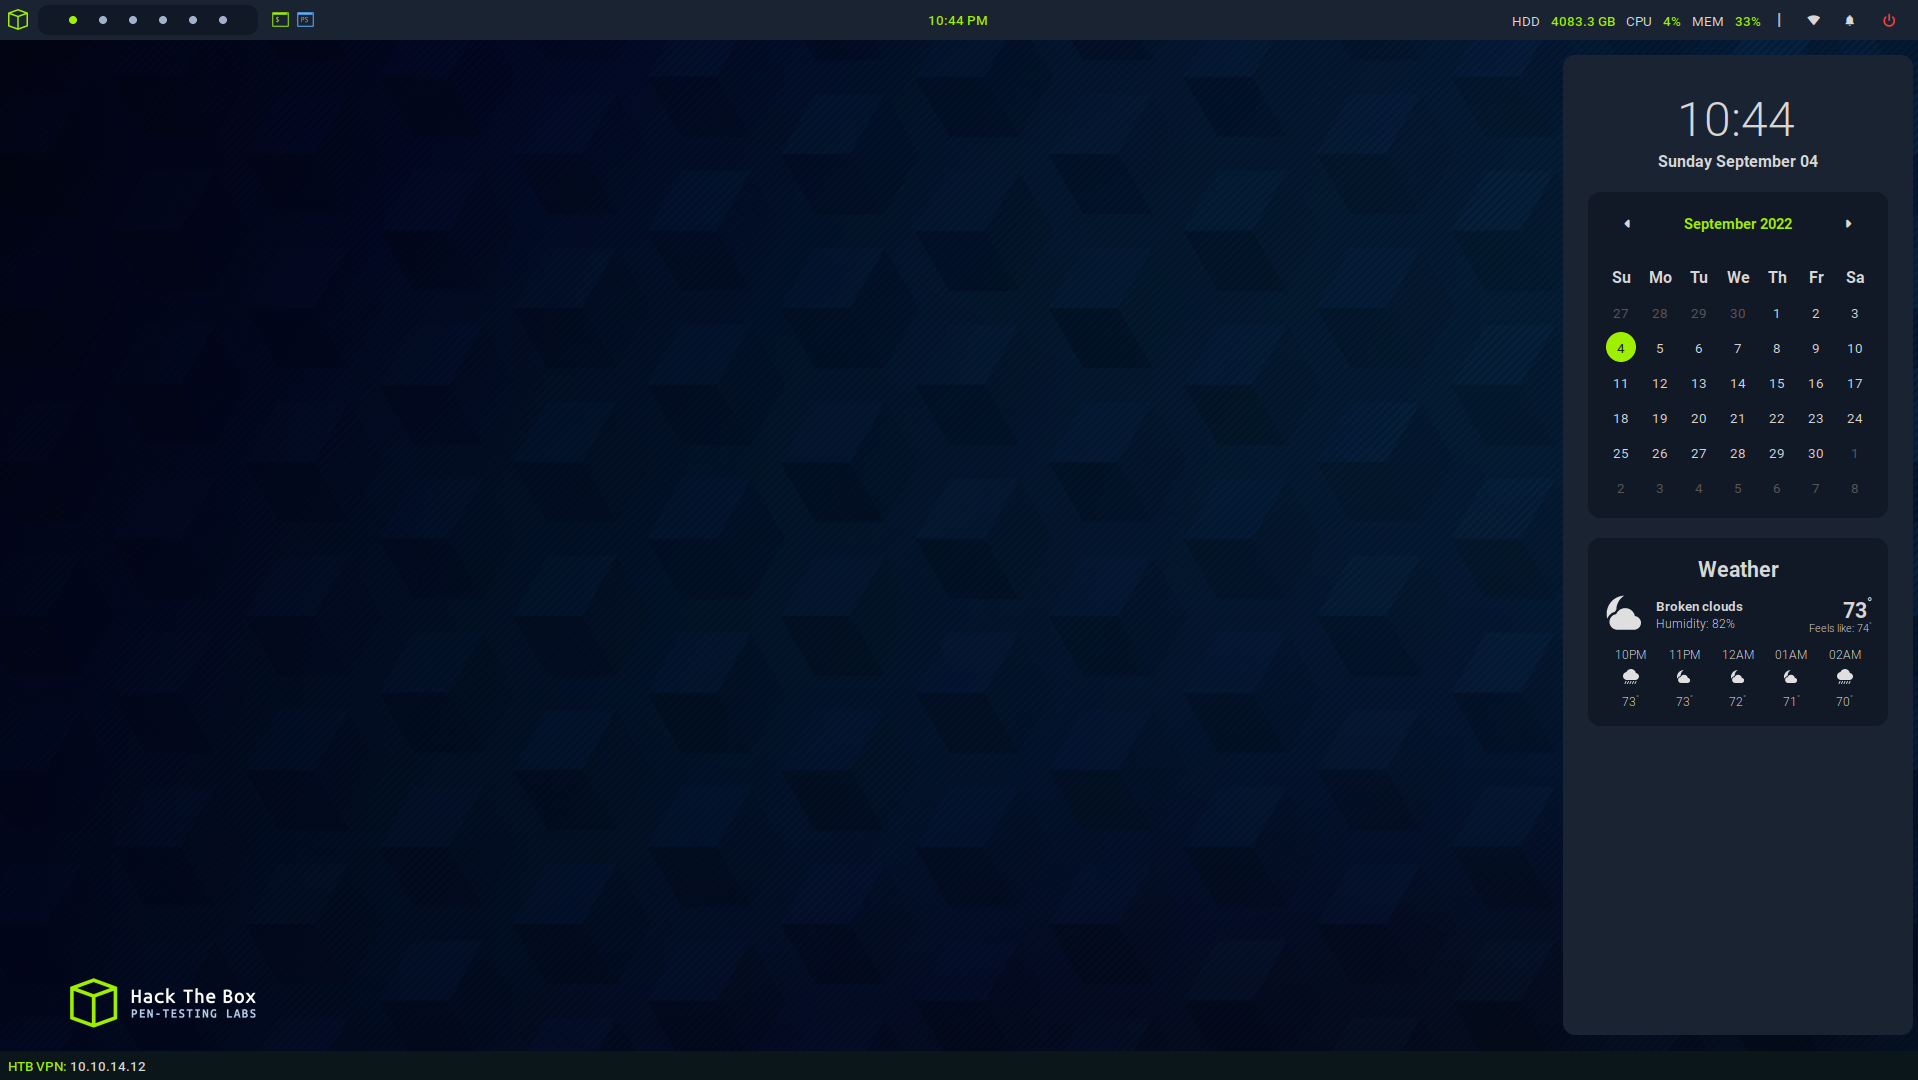 $ PS 10:44 PM HDD 4083.3 GB CPU 4% MEM 33% |
10:44
Sunday September 04
September 2022
Su Mo Tu We Th Fr Sa
27 28 29 30 1 2 3
4 5 6 7 8 9 10
11 12 13 14 15 16 17
18 19 20 21 22 23 24
25 26 27 28 29 30 1
2 3 4 5 6 7 8
Weather
Broken clouds 73°
Humidity: 82% Feels like: 74°
10PM 11PM 12AM 01AM 02AM
73° 73° 72° 71° 70°
Hack The Box
PEN-TESTING LABS
HTB VPN: 10.10.14.12